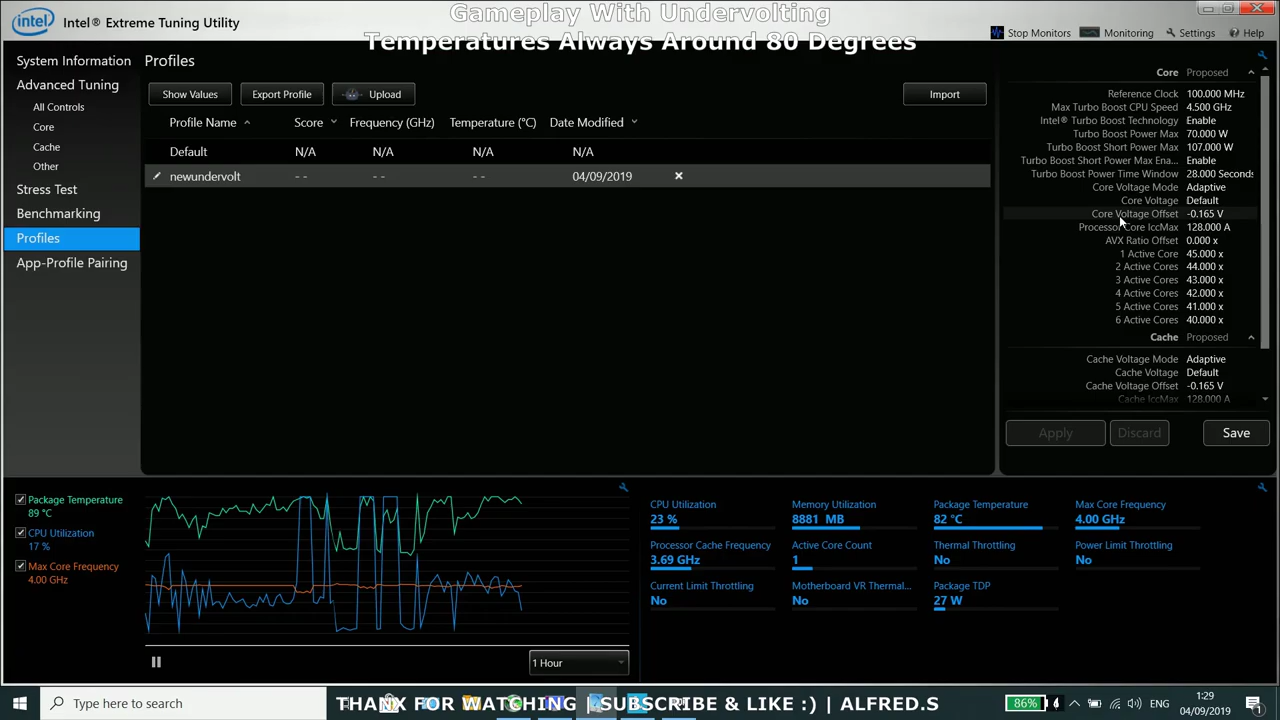 Gameplay With Undervolting
Temperatures Always Around 80 Degrees
intel Intel® Extreme Tuning Utility
Stop Monitors Monitoring Settings Help
System Information
Advanced Tuning
All Controls
Core
Cache
Other
Stress Test
Benchmarking
Profiles
App-Profile Pairing
Profiles
Show Values Export Profile Upload Import
Profile Name Score Frequency (GHz) Temperature (°C) Date Modified
Default N/A N/A N/A N/A
newundervolt - - - - - - 04/09/2019
Core Proposed
Reference Clock 100.000 MHz
Max Turbo Boost CPU Speed 4.500 GHz
Intel® Turbo Boost Technology Enable
Turbo Boost Power Max 70.000 W
Turbo Boost Short Power Max 107.000 W
Turbo Boost Short Power Max Ena... Enable
Turbo Boost Power Time Window 28.000 Seconds
Core Voltage Mode Adaptive
Core Voltage Default
Core Voltage Offset -0.165 V
Processor Core IccMax 128.000 A
AVX Ratio Offset 0.000 x
1 Active Core 45.000 x
2 Active Cores 44.000 x
3 Active Cores 43.000 x
4 Active Cores 42.000 x
5 Active Cores 41.000 x
6 Active Cores 40.000 x
Cache Proposed
Cache Voltage Mode Adaptive
Cache Voltage Default
Cache Voltage Offset -0.165 V
Cache IccMax 128.000 A
Apply Discard Save
Package Temperature
89 °C
CPU Utilization
17 %
Max Core Frequency
4.00 GHz
1 Hour
CPU Utilization Memory Utilization Package Temperature Max Core Frequency
23 % 8881 MB 82 °C 4.00 GHz
Processor Cache Frequency Active Core Count Thermal Throttling Power Limit Throttling
3.69 GHz 1 No No
Current Limit Throttling Motherboard VR Thermal... Package TDP
No No 27 W
Type here to search
THANX FOR WATCHING | SUBSCRIBE & LIKE :) | ALFRED.S
86% ENG 1:29
04/09/2019
1